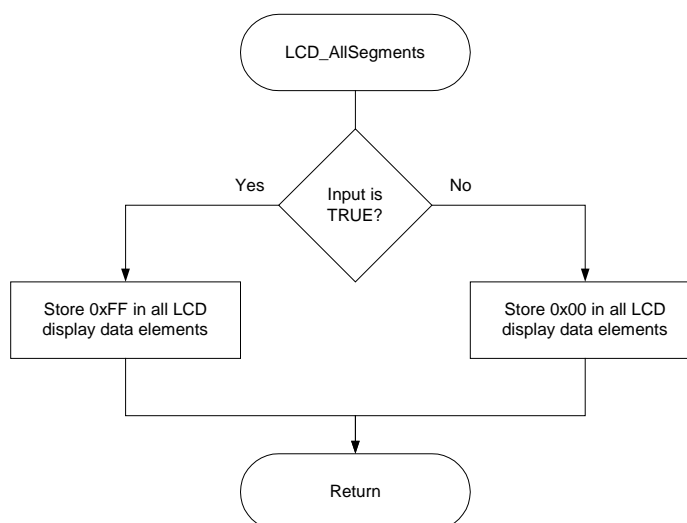 LCD_AllSegments
Yes
Input is
TRUE?
No
Store 0xFF in all LCD
display data elements
Store 0x00 in all LCD
display data elements
Return